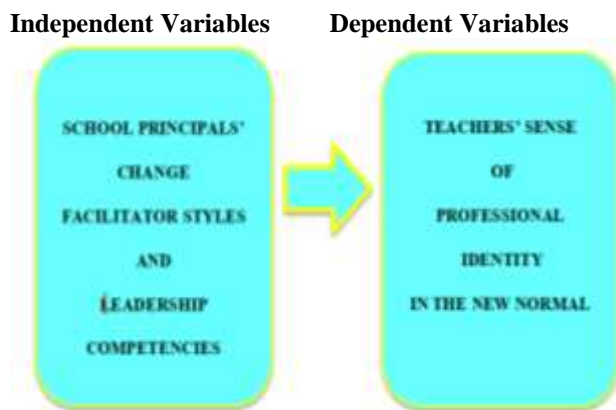 Independent Variables
Dependent Variables
SCHOOL PRINCIPALS'
CHANGE
FACILITATOR STYLES
AND
LEADERSHIP
COMPETENCIES
TEACHERS' SENSE
OF
PROFESSIONAL
IDENTITY
IN THE NEW NORMAL